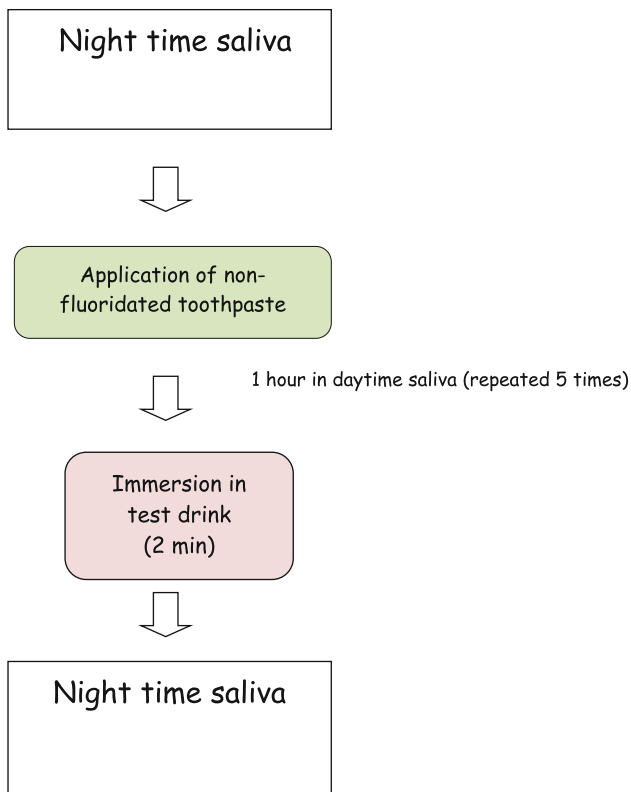 Night time saliva
Application of non-
fluoridated toothpaste
1 hour in daytime saliva (repeated 5 times)
Immersion in
test drink
(2 min)
Night time saliva